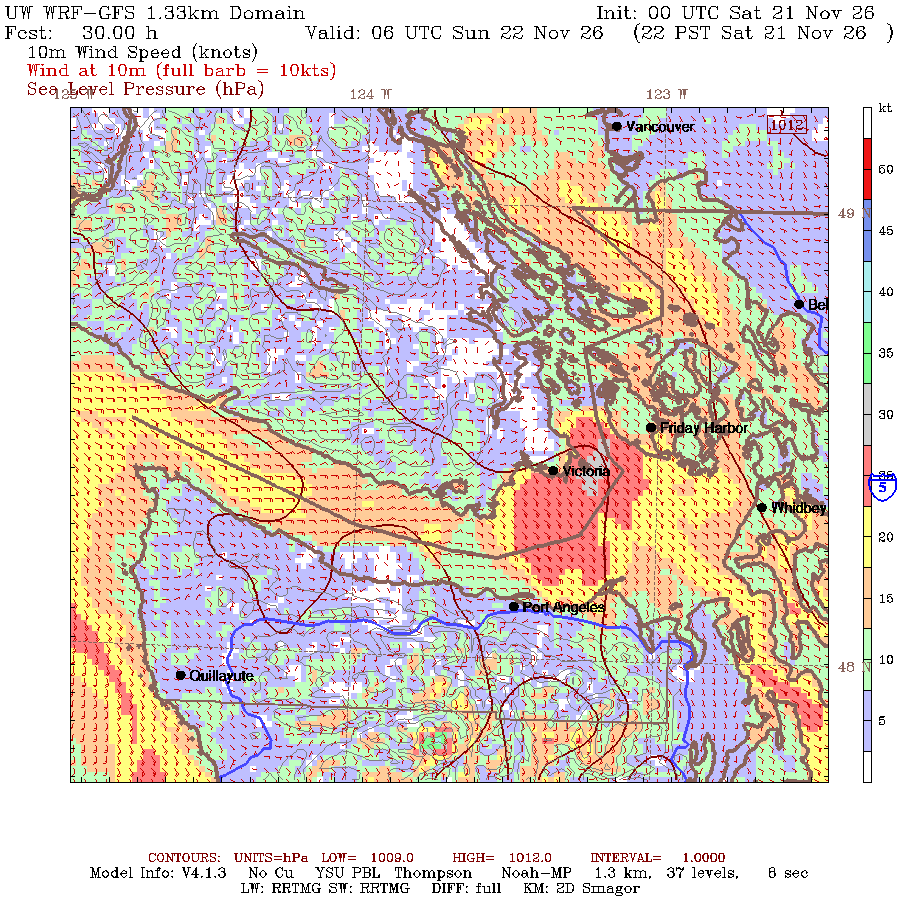 UW WRF-GFS 1.33km Domain Init: 00 UTC Sat 21 Nov 26
Fcst: 30.00 h Valid: 06 UTC Sun 22 Nov 26 (22 PST Sat 21 Nov 26 )
10m Wind Speed (knots)
Wind at 10m (full barb = 10kts)
Sea Level Pressure (hPa)
125 W 124 W 123 W
kt
Vancouver
1012
60
49 N
45
40
Bel
35
30
Friday Harbor
Victoria
25
5
Whidbey
20
15
Port Angeles
10
48 N
Quillayute
5
CONTOURS: UNITS=hPa LOW= 1009.0 HIGH= 1012.0 INTERVAL= 1.0000
Model Info: V4.1.3 No Cu YSU PBL Thompson Noah-MP 1.3 km, 37 levels, 8 sec
LW: RRTMG SW: RRTMG DIFF: full KM: 2D Smagor